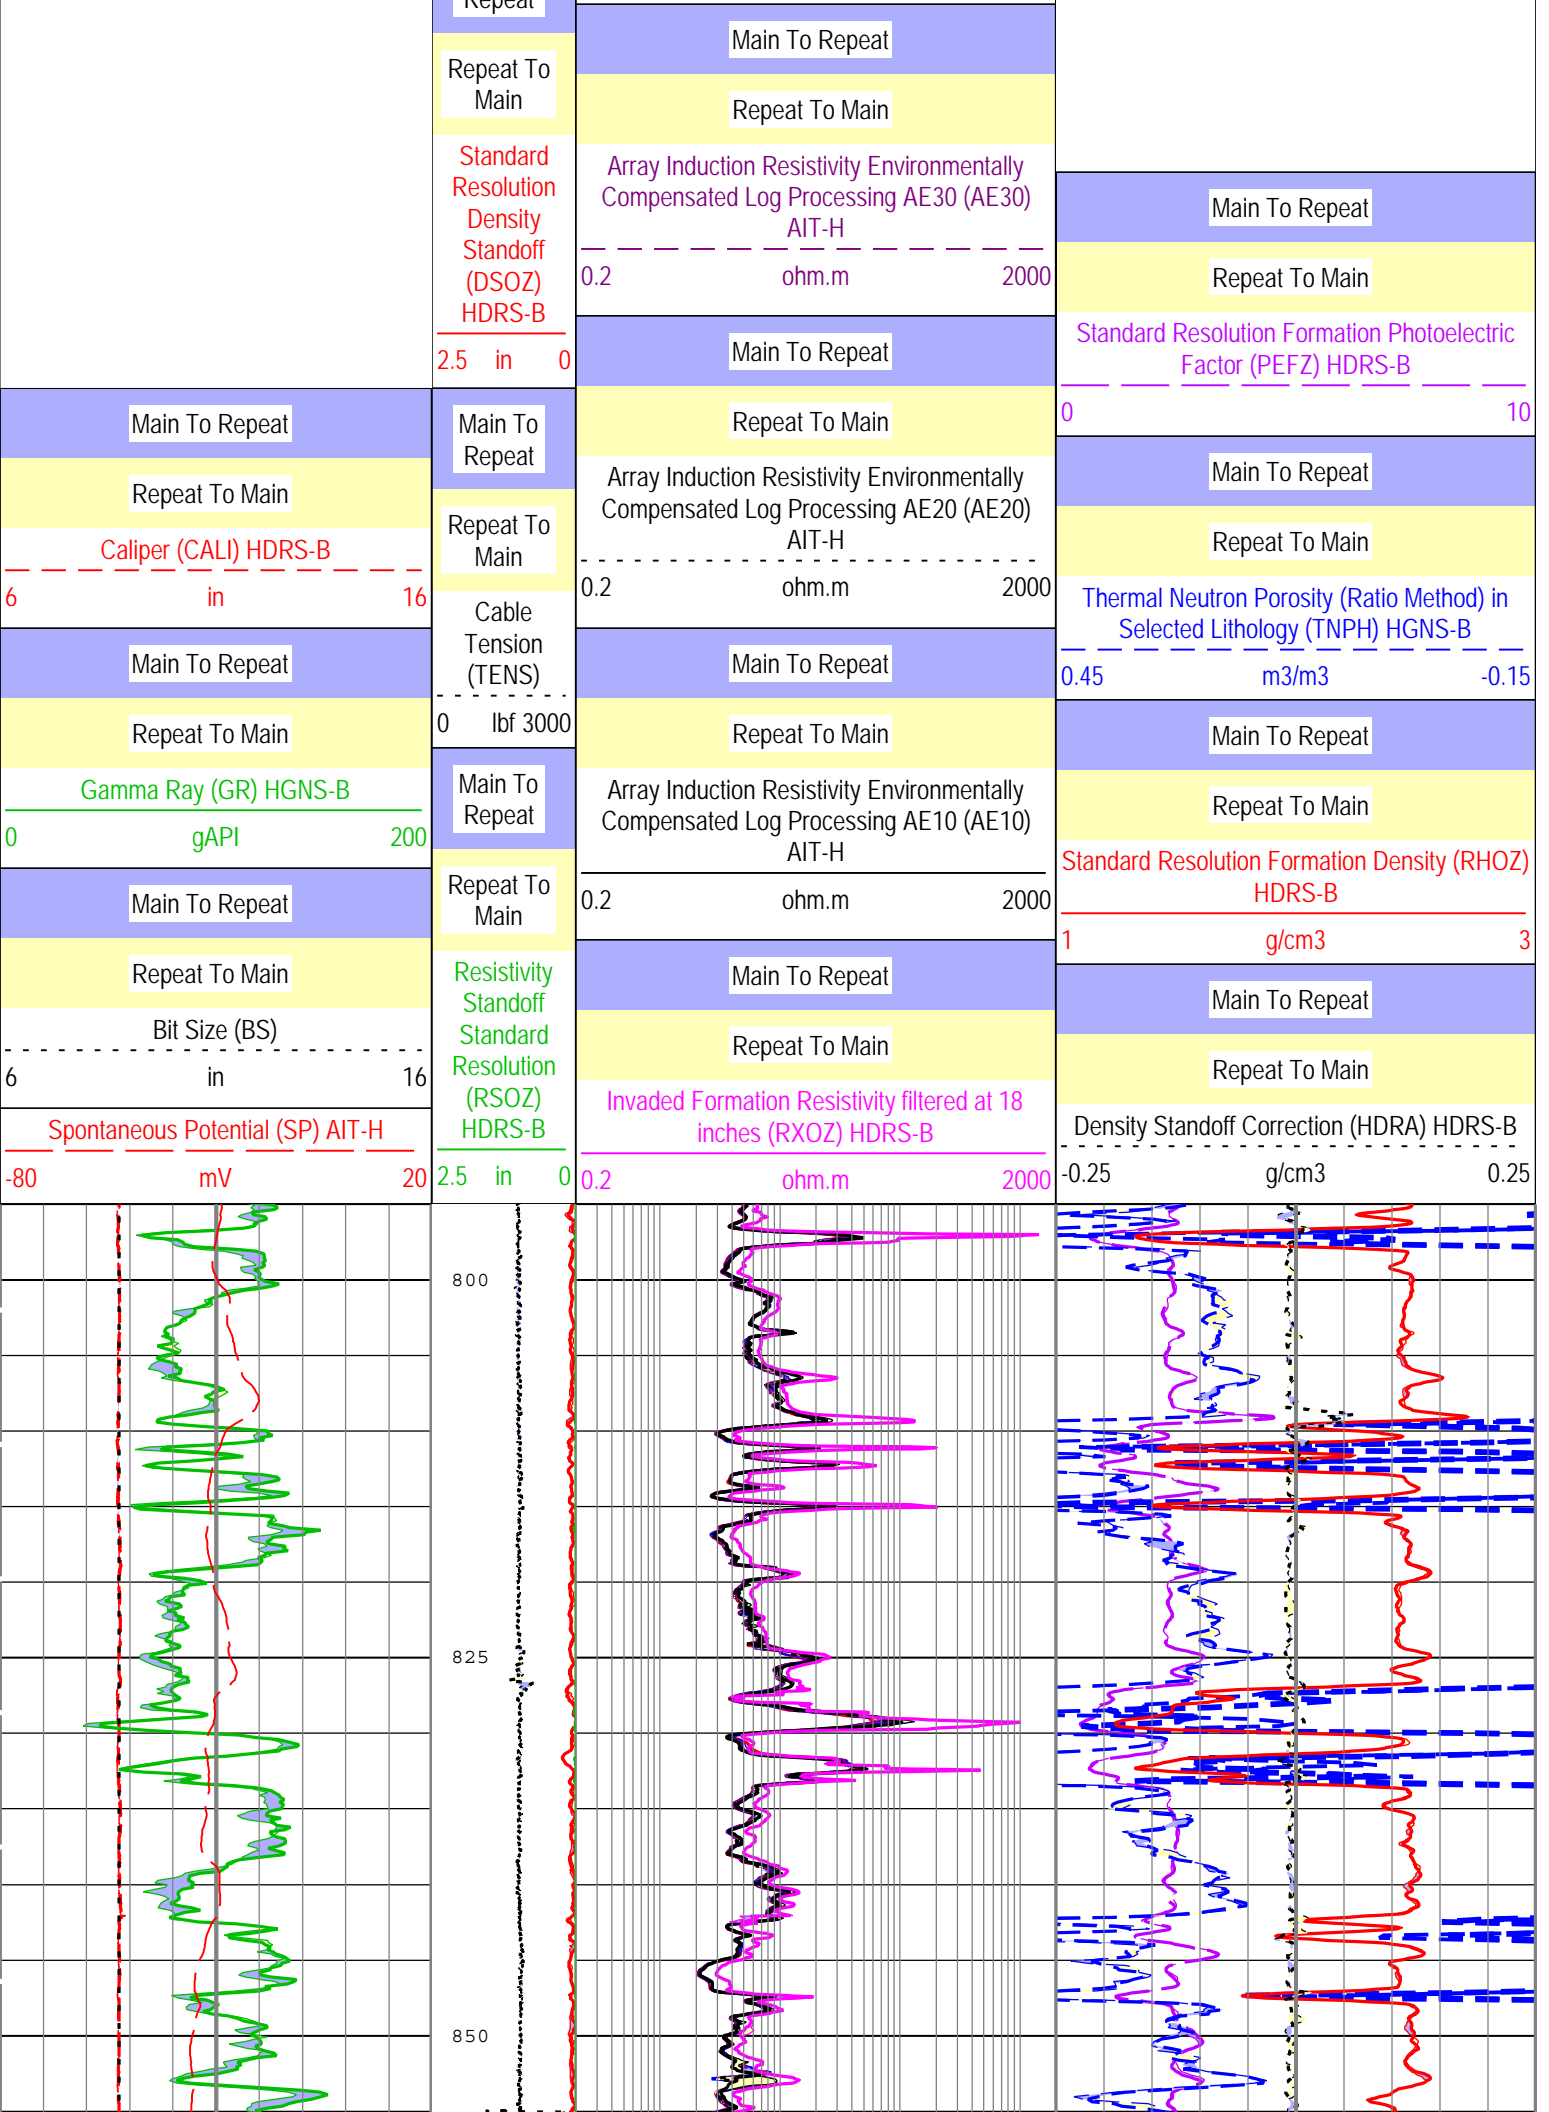 Repeat
Repeat To
Main
Standard
Resolution
Density
Standoff
(DSOZ)
HDRS-B
2.5 in 0
Main To Repeat
Repeat To Main
Array Induction Resistivity Environmentally
Compensated Log Processing AE30 (AE30)
AIT-H
0.2 ohm.m 2000
Main To Repeat
Repeat To Main
Standard Resolution Formation Photoelectric
Factor (PEFZ) HDRS-B
0 10
Main To Repeat
Repeat To Main
Array Induction Resistivity Environmentally
Compensated Log Processing AE20 (AE20)
AIT-H
0.2 ohm.m 2000
Main To Repeat
Repeat To Main
Caliper (CALI) HDRS-B
6 in 16
Main To
Repeat
Repeat To
Main
Cable
Tension
(TENS)
0 lbf 3000
Main To Repeat
Repeat To Main
Thermal Neutron Porosity (Ratio Method) in
Selected Lithology (TNPH) HGNS-B
0.45 m3/m3 -0.15
Main To Repeat
Repeat To Main
Gamma Ray (GR) HGNS-B
0 gAPI 200
Main To Repeat
Repeat To Main
Array Induction Resistivity Environmentally
Compensated Log Processing AE10 (AE10)
AIT-H
0.2 ohm.m 2000
Main To Repeat
Repeat To Main
Standard Resolution Formation Density (RHOZ)
HDRS-B
1 g/cm3 3
Main To Repeat
Repeat To Main
Bit Size (BS)
6 in 16
Spontaneous Potential (SP) AIT-H
-80 mV 20
Main To
Repeat
Repeat To
Main
Resistivity
Standoff
Standard
Resolution
(RSOZ)
HDRS-B
2.5 in 0
Main To Repeat
Repeat To Main
Invaded Formation Resistivity filtered at 18
inches (RXOZ) HDRS-B
0.2 ohm.m 2000
Main To Repeat
Repeat To Main
Density Standoff Correction (HDRA) HDRS-B
-0.25 g/cm3 0.25
800
825
850